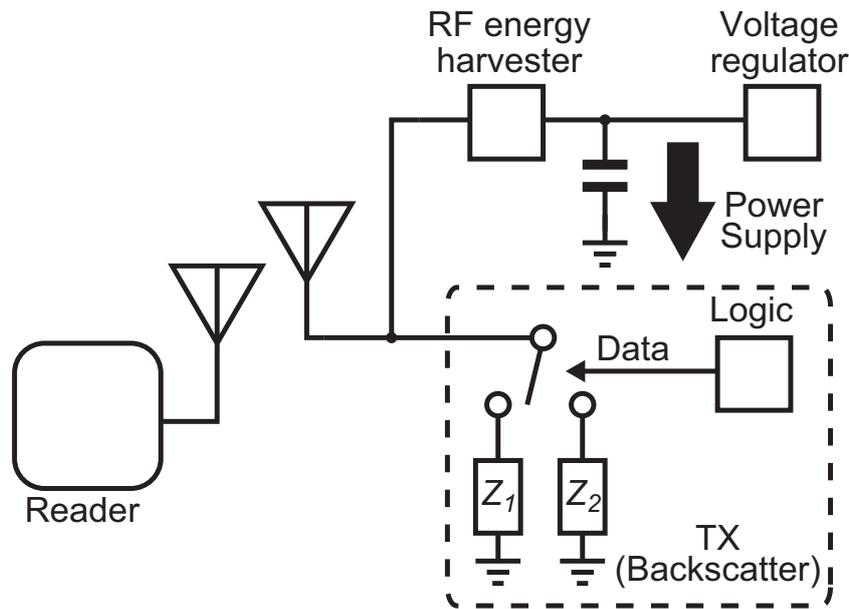 RF energy
harvester
Voltage
regulator
Power
Supply
Logic
Data
Reader
Z1
Z2
TX
(Backscatter)